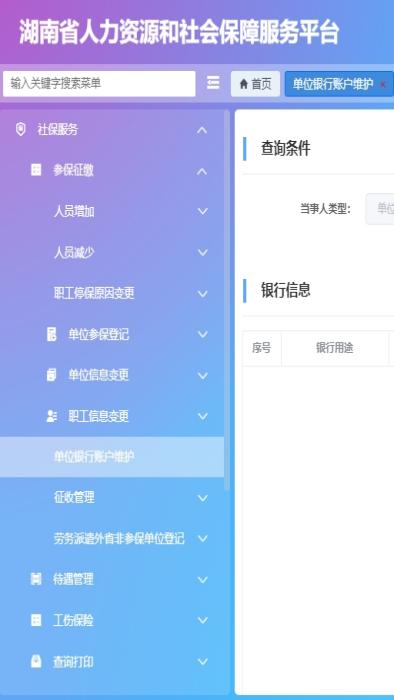 湖南省人力资源和社会保障服务平台
输入关键字搜索菜单
首页
单位银行账户维护 ×
社保服务
参保征缴
人员增加
人员减少
职工停保原因变更
单位参保登记
单位信息变更
职工信息变更
单位银行账户维护
征收管理
劳务派遣外省非参保单位登记
待遇管理
工伤保险
查询打印
查询条件
当事人类型：
单位
银行信息
序号
银行用途